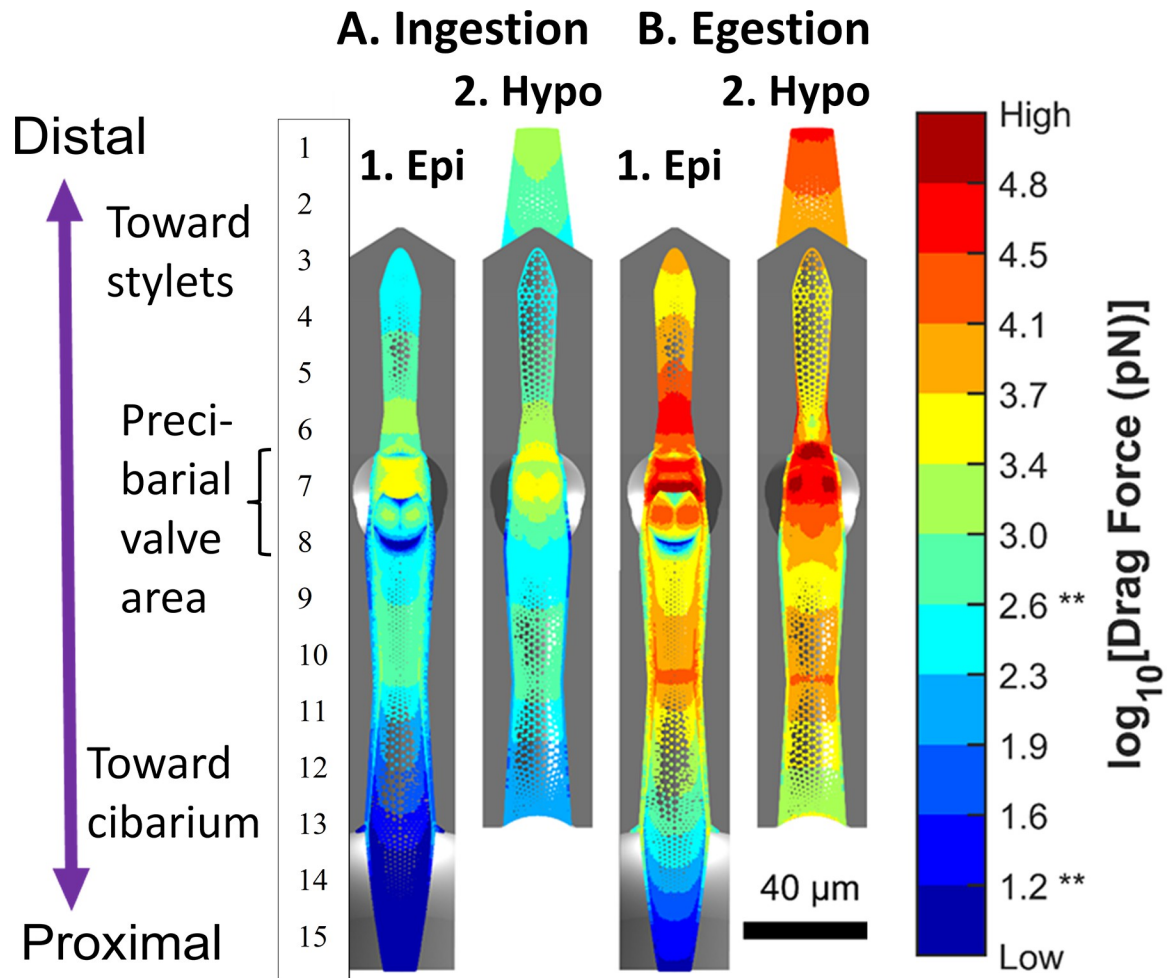 A. Ingestion
B. Egestion
2. Hypo
2. Hypo
1. Epi
1. Epi
Distal
Toward
stylets
Preci-
barial
valve
area
Toward
cibarium
Proximal
1
2
3
4
5
6
7
8
9
10
11
12
13
14
15
40 µm
High
4.8
4.5
4.1
3.7
3.4
3.0
2.6 **
2.3
1.9
1.6
1.2 **
Low
log10[Drag Force (pN)]